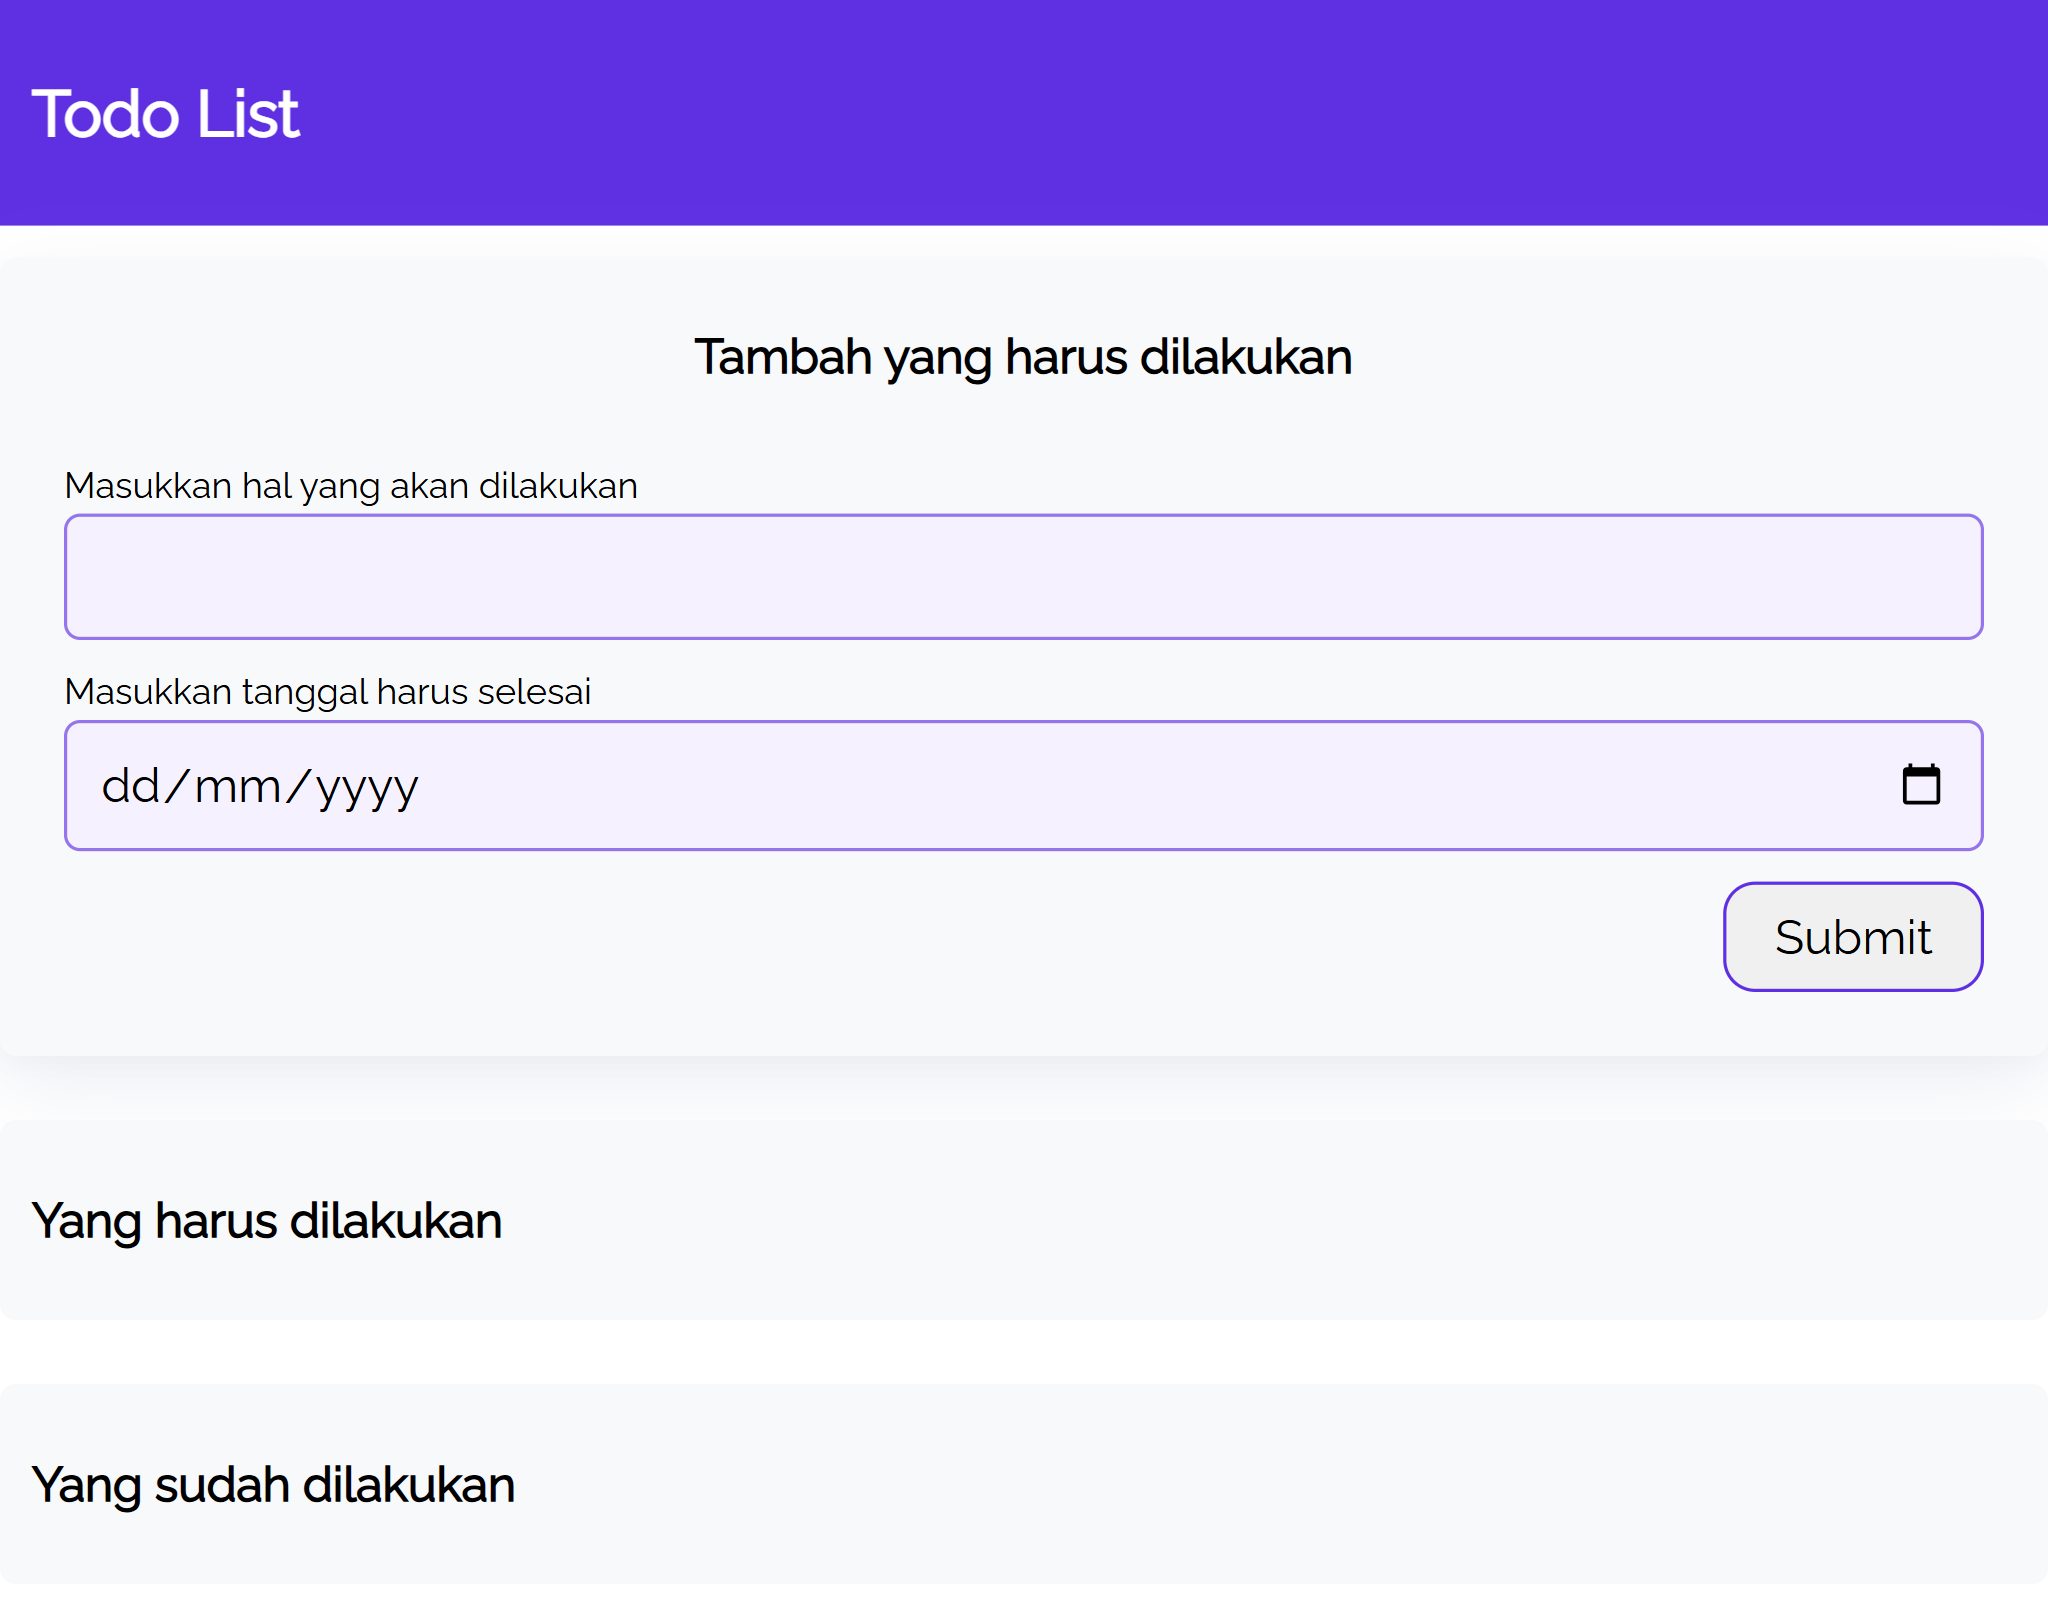 Todo List
Tambah yang harus dilakukan
Masukkan hal yang akan dilakukan
Masukkan tanggal harus selesai
dd/mm/yyyy
Submit
Yang harus dilakukan
Yang sudah dilakukan